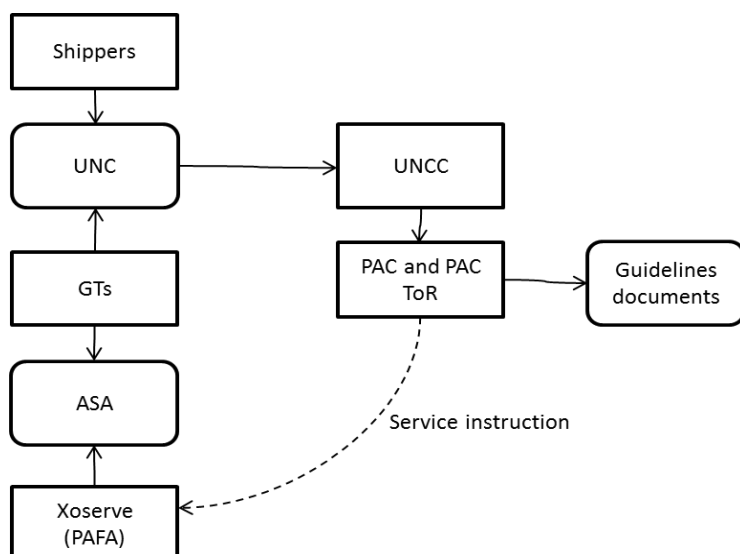 Shippers
UNC
UNCC
GTs
PAC and PAC
ToR
Guidelines
documents
ASA
Service instruction
Xoserve
(PAFA)